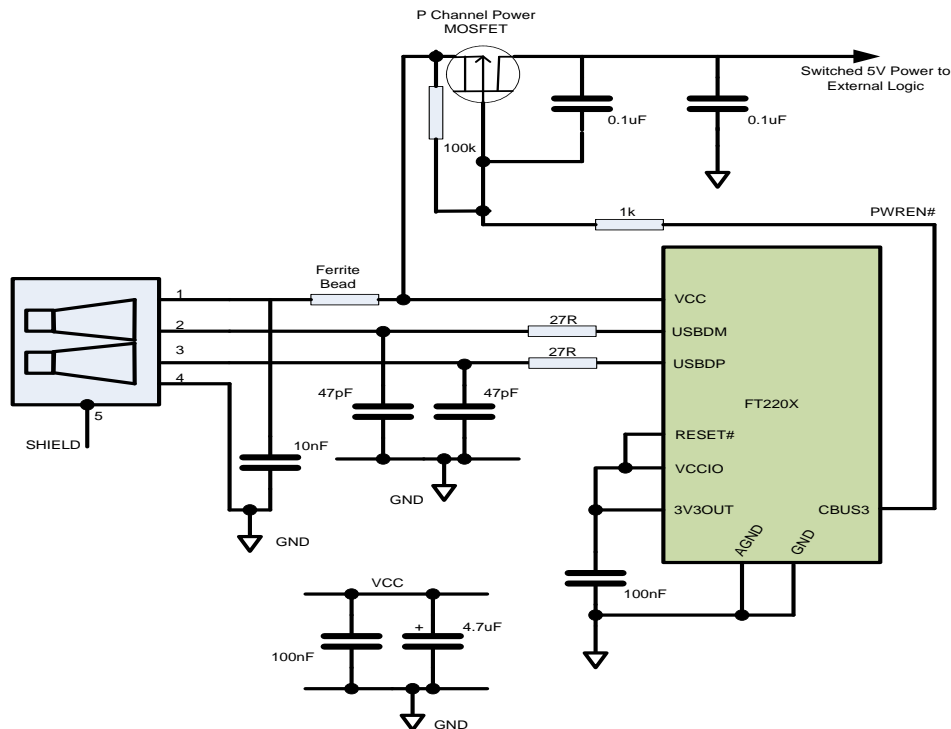 P Channel Power
MOSFET
Switched 5V Power to
External Logic
0.1uF
0.1uF
100k
1k
PWREN#
Ferrite
Bead
1
VCC
2
27R
USBDM
3
27R
USBDP
4
47pF
47pF
FT220X
5
SHIELD
10nF
RESET#
VCCIO
GND
3V3OUT
CBUS3
GND
AGND
GND
100nF
VCC
+
4.7uF
100nF
GND